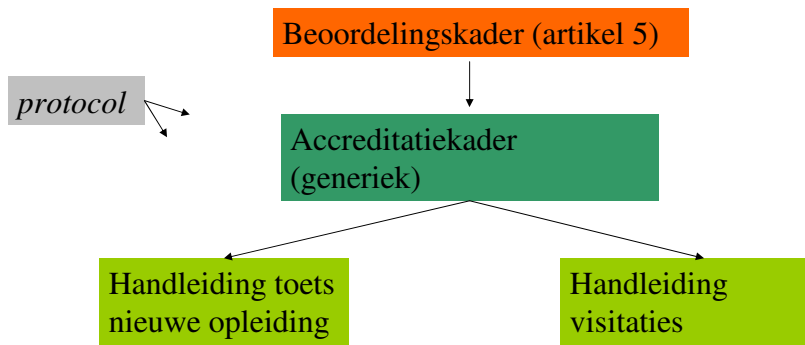 Beoordelingskader (artikel 5)
protocol
Accreditatiekader
(generiek)
Handleiding toets
nieuwe opleiding
Handleiding
visitaties